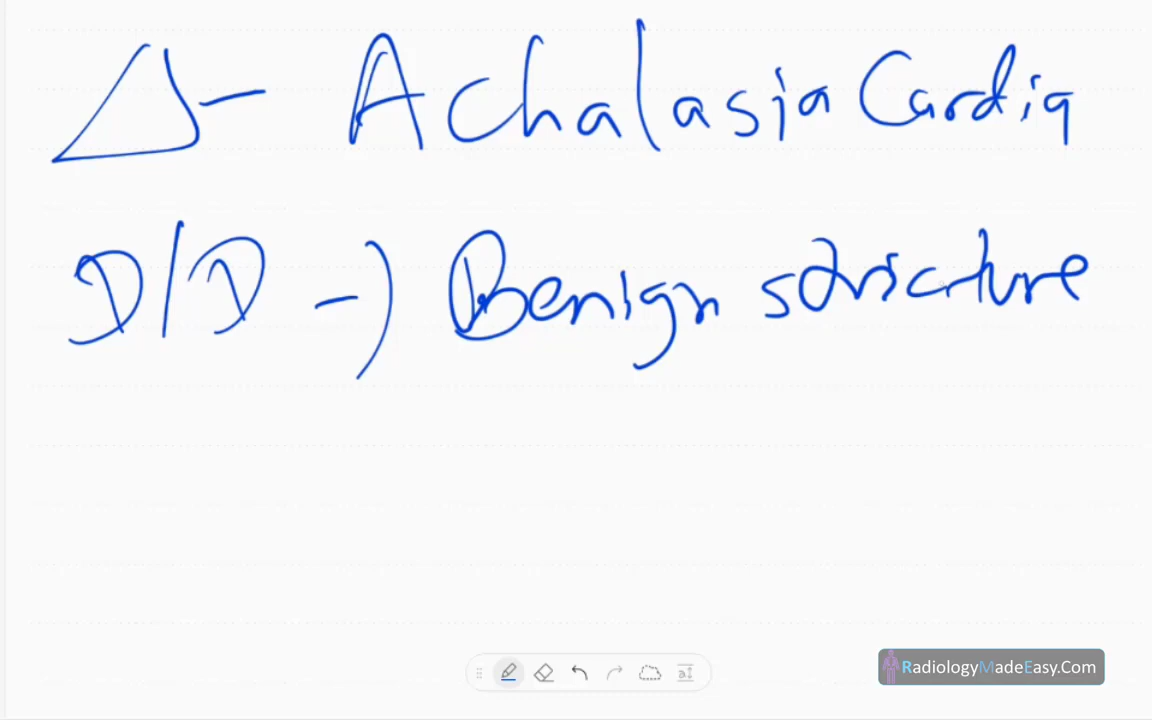 Δ- Achalasia Cardia
D/D -) Benign stricture
RadiologyMadeEasy.Com